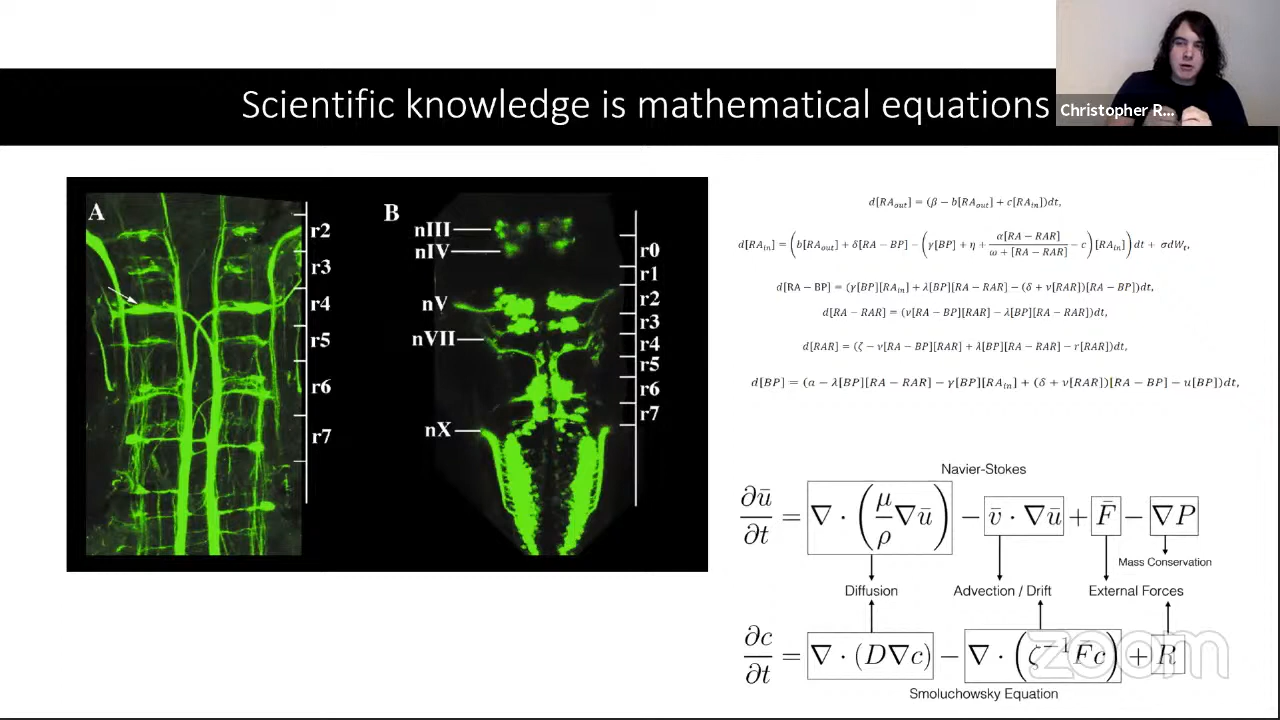 Scientific knowledge is mathematical equations
Christopher R...
A
r2
r3
r4
r5
r6
r7
B
nIII
nIV
nV
nVII
nX
r0
r1
r2
r3
r4
r5
r6
r7
d[RA_out] = (β − b[RA_out] + c[RA_in])dt,
d[RA_in] = (b[RA_out] + δ[RA − BP] − (γ[BP] + η + α[RA − RAR] / ω + [RA − RAR] − c)[RA_in])dt + σdW_t,
d[RA − BP] = (γ[BP][RA_in] + λ[BP][RA − RAR] − (δ + ν[RAR])[RA − BP])dt,
d[RA − RAR] = (ν[RA − BP][RAR] − λ[BP][RA − RAR])dt,
d[RAR] = (ζ − ν[RA − BP][RAR] + λ[BP][RA − RAR] − r[RAR])dt,
d[BP] = (a − λ[BP][RA − RAR] − γ[BP][RA_in] + (δ + ν[RAR])[RA − BP] − u[BP])dt,
Navier-Stokes
∂ū/∂t = ∇ · (μ/ρ ∇ū) − v̄ · ∇ū + F̄ − ∇P
Mass Conservation
Diffusion
Advection / Drift
External Forces
∂c/∂t = ∇ · (D∇c) − ∇ · (ζ⁻¹F̄c) + R
zoom
Smoluchowsky Equation